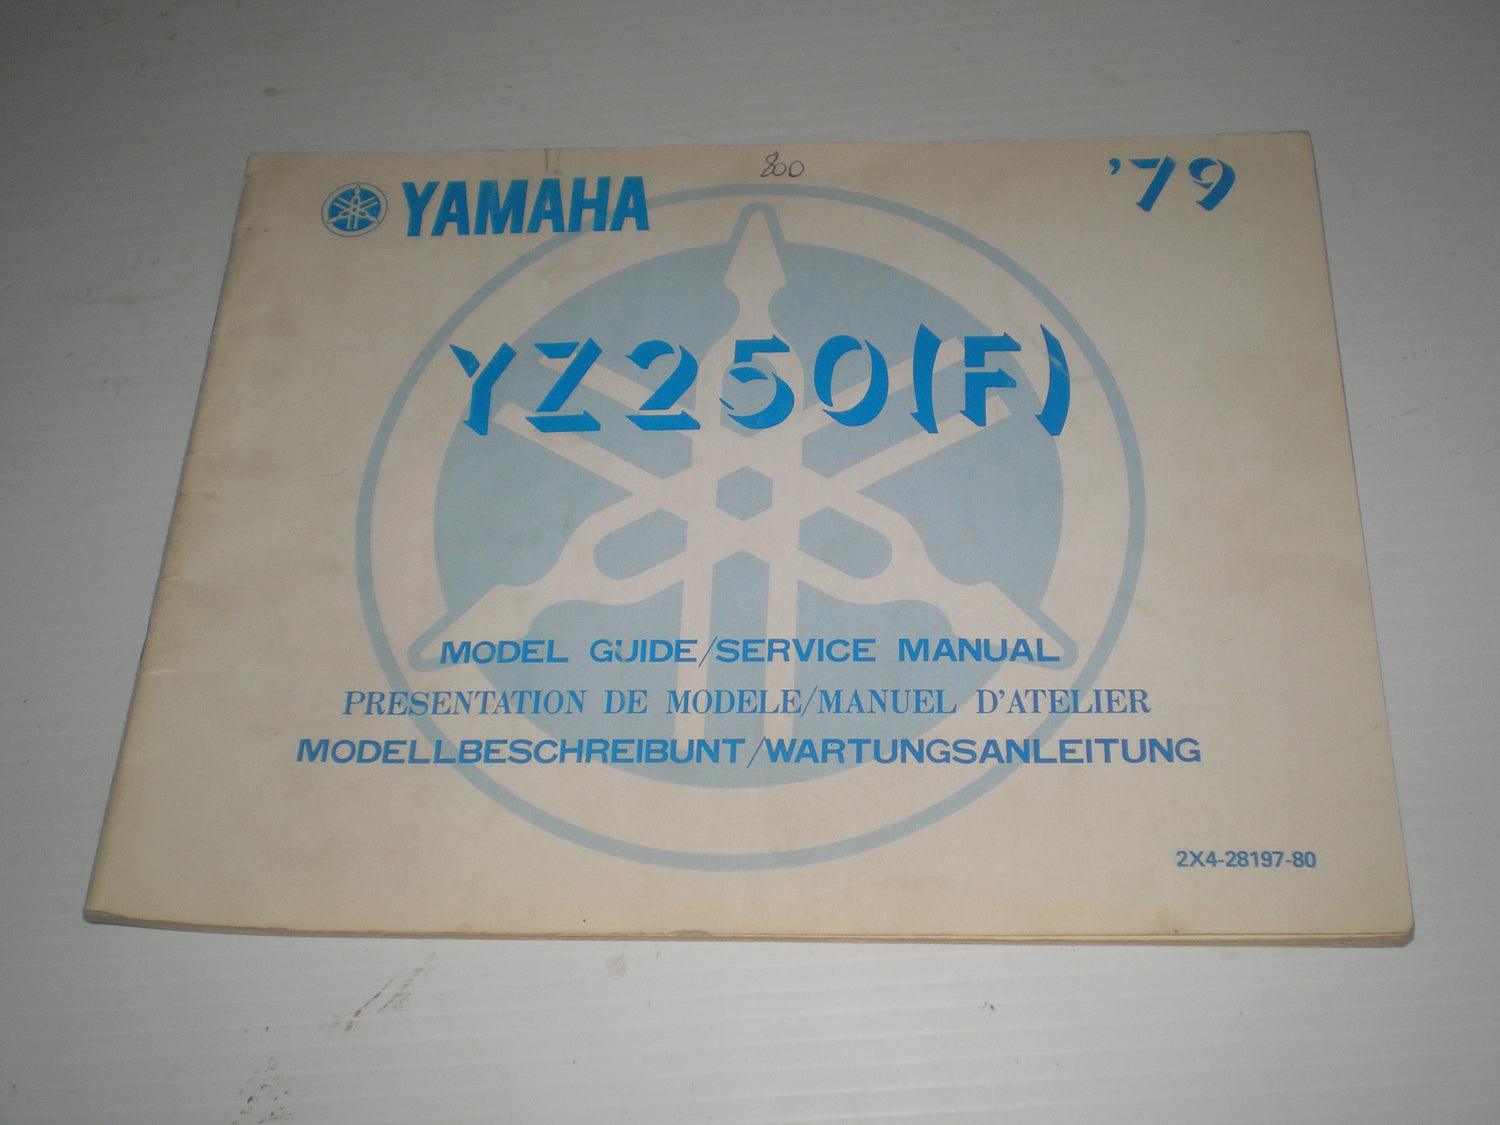 800
YAMAHA '79
YZ250(F)
MODEL GUIDE/SERVICE MANUAL
PRESENTATION DE MODELE/MANUEL D'ATELIER
MODELLBESCHREIBUNT/WARTUNGSANLEITUNG
2X4-28197-80